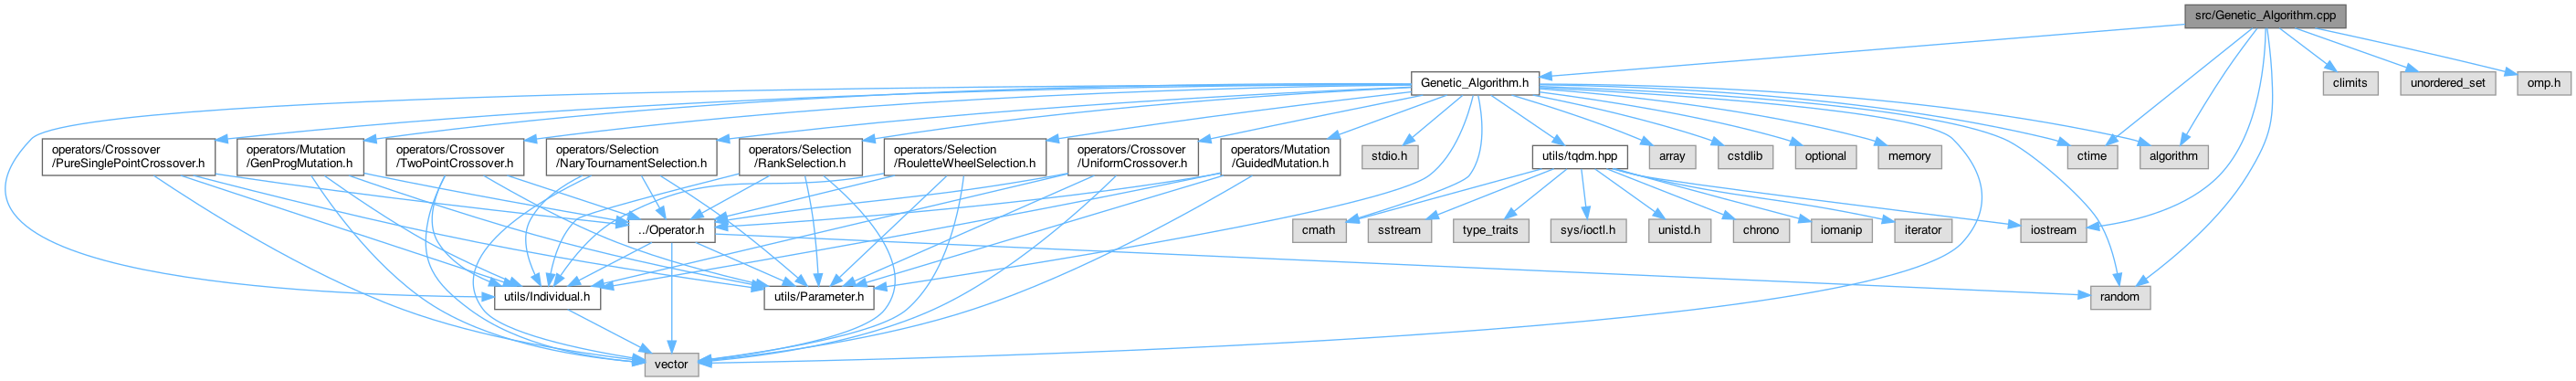 src/Genetic_Algorithm.cpp
Genetic_Algorithm.h
climits
unordered_set
omp.h
operators/Crossover
/PureSinglePointCrossover.h
operators/Mutation
/GenProgMutation.h
operators/Crossover
/TwoPointCrossover.h
operators/Selection
/NaryTournamentSelection.h
operators/Selection
/RankSelection.h
operators/Selection
/RouletteWheelSelection.h
operators/Crossover
/UniformCrossover.h
operators/Mutation
/GuidedMutation.h
stdio.h
utils/tqdm.hpp
array
cstdlib
optional
memory
ctime
algorithm
../Operator.h
cmath
sstream
type_traits
sys/ioctl.h
unistd.h
chrono
iomanip
iterator
iostream
utils/Individual.h
utils/Parameter.h
random
vector